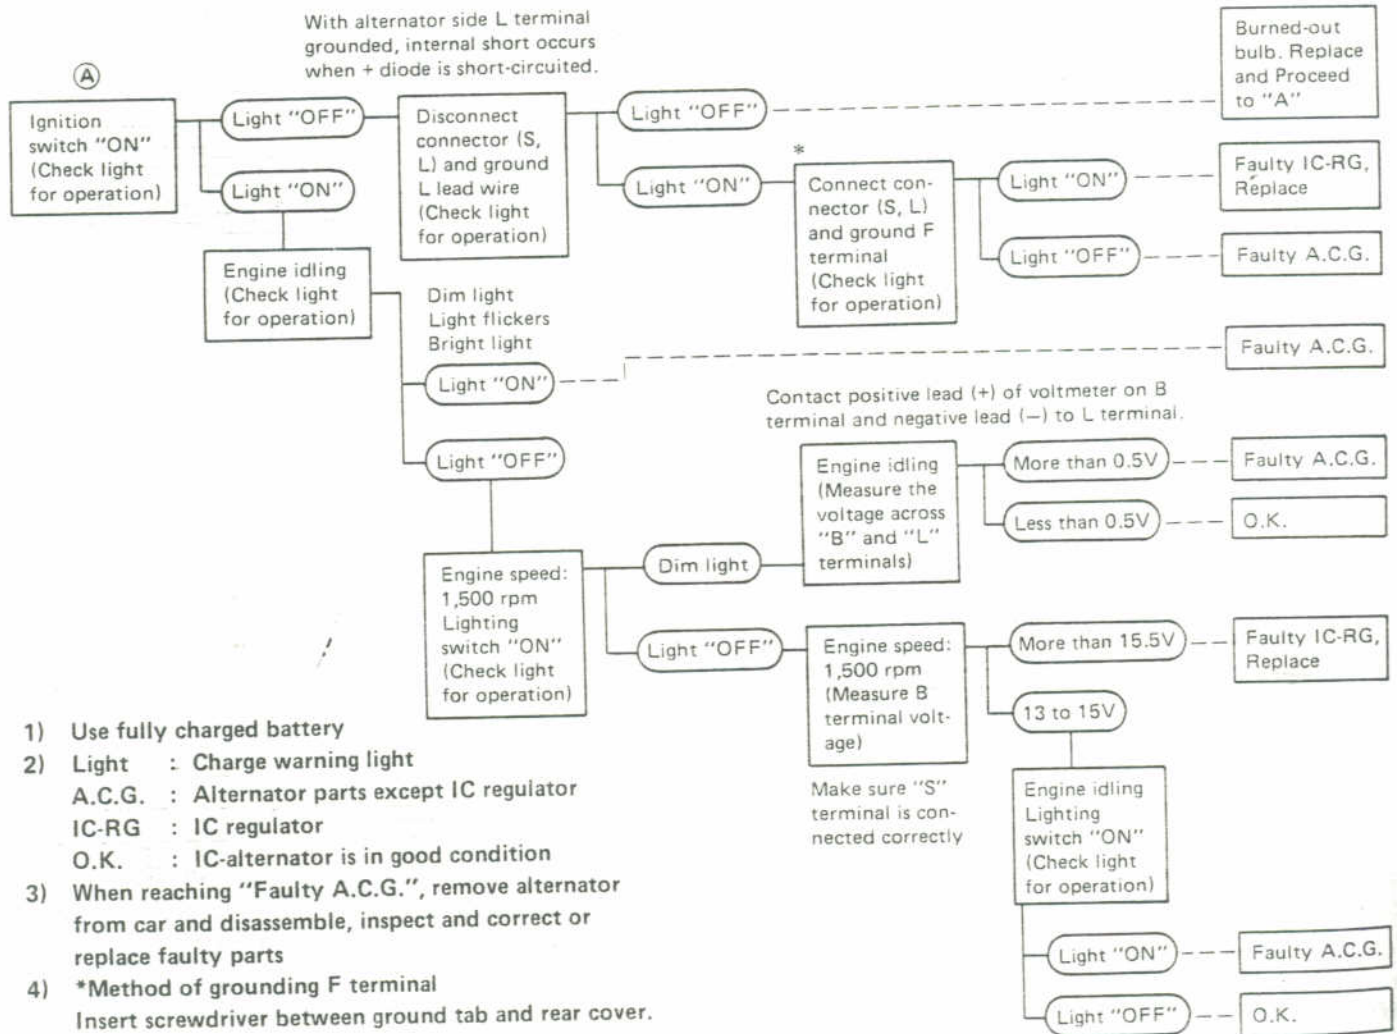 With alternator side L terminal
grounded, internal short occurs
when + diode is short-circuited.
Burned-out
bulb. Replace
and Proceed
to "A"
A
Ignition
switch "ON"
(Check light
for operation)
Light "OFF"
Light "ON"
Disconnect
connector (S,
L) and ground
L lead wire
(Check light
for operation)
Light "OFF"
Light "ON"
*
Connect con-
nector (S, L)
and ground F
terminal
(Check light
for operation)
Light "ON"
Light "OFF"
Faulty IC-RG,
Replace
Faulty A.C.G.
Engine idling
(Check light
for operation)
Dim light
Light flickers
Bright light
Light "ON"
Faulty A.C.G.
Light "OFF"
Contact positive lead (+) of voltmeter on B
terminal and negative lead (−) to L terminal.
Engine idling
(Measure the
voltage across
"B" and "L"
terminals)
More than 0.5V
Faulty A.C.G.
Less than 0.5V
O.K.
Engine speed:
1,500 rpm
Lighting
switch "ON"
(Check light
for operation)
Dim light
Light "OFF"
Engine speed:
1,500 rpm
(Measure B
terminal volt-
age)
More than 15.5V
Faulty IC-RG,
Replace
13 to 15V
Make sure "S"
terminal is con-
nected correctly
Engine idling
Lighting
switch "ON"
(Check light
for operation)
Light "ON"
Faulty A.C.G.
Light "OFF"
O.K.
1) Use fully charged battery
2) Light : Charge warning light
A.C.G. : Alternator parts except IC regulator
IC-RG : IC regulator
O.K. : IC-alternator is in good condition
3) When reaching "Faulty A.C.G.", remove alternator
from car and disassemble, inspect and correct or
replace faulty parts
4) *Method of grounding F terminal
Insert screwdriver between ground tab and rear cover.